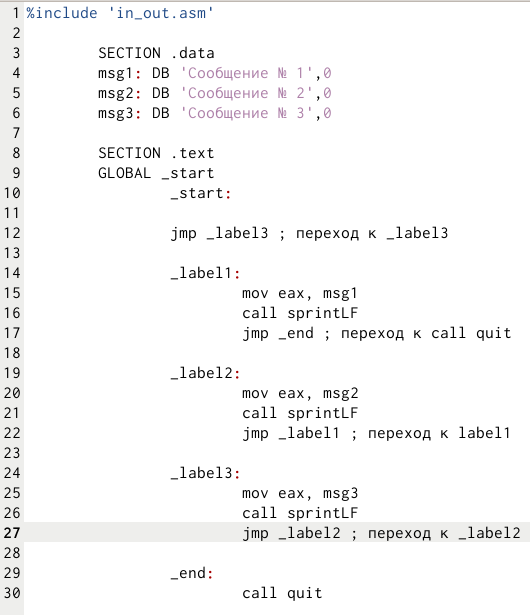 1 %include 'in_out.asm'
2
3 SECTION .data
4 msg1: DB 'Сообщение № 1',0
5 msg2: DB 'Сообщение № 2',0
6 msg3: DB 'Сообщение № 3',0
7
8 SECTION .text
9 GLOBAL _start
10 _start:
11
12 jmp _label3 ; переход к _label3
13
14 _label1:
15 mov eax, msg1
16 call sprintLF
17 jmp _end ; переход к call quit
18
19 _label2:
20 mov eax, msg2
21 call sprintLF
22 jmp _label1 ; переход к label1
23
24 _label3:
25 mov eax, msg3
26 call sprintLF
27 jmp _label2 ; переход к _label2
28
29 _end:
30 call quit